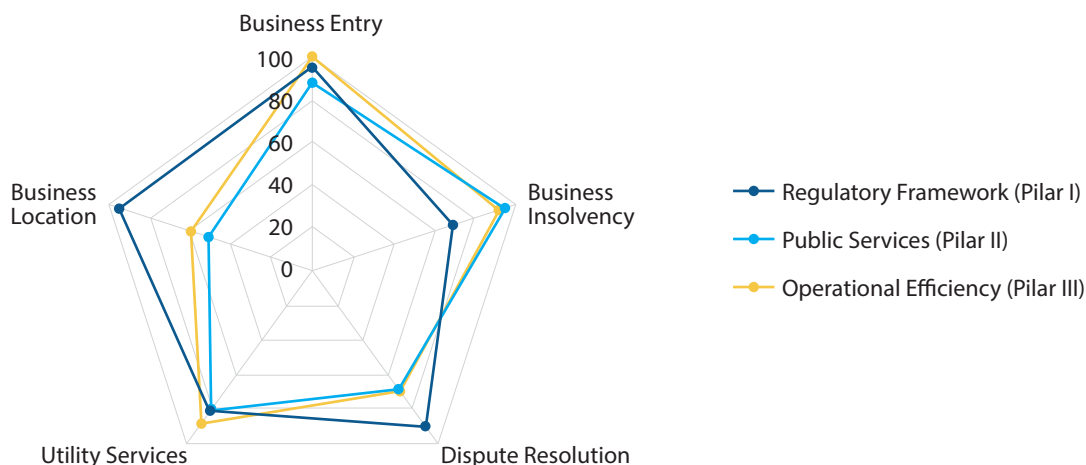 Business Entry
100
80
60
40
20
0
Business
Location
Business
Insolvency
Utility Services
Dispute Resolution
Regulatory Framework (Pilar I)
Public Services (Pilar II)
Operational Efficiency (Pilar III)